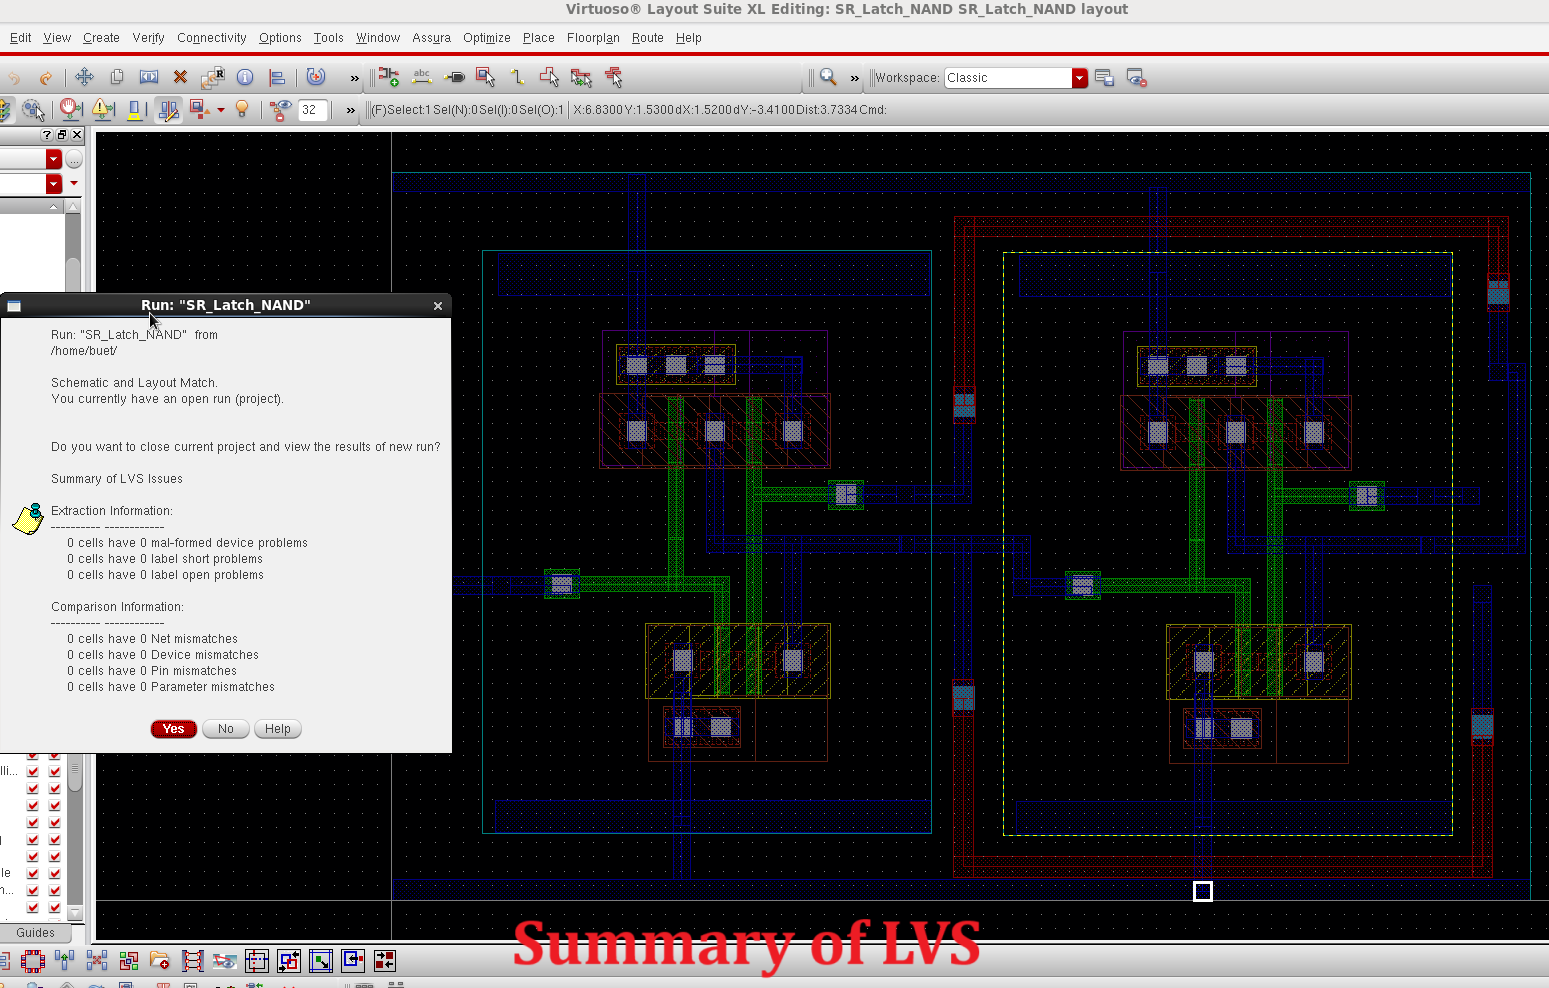 Virtuoso® Layout Suite XL Editing: SR_Latch_NAND SR_Latch_NAND layout
Edit View Create Verify Connectivity Options Tools Window Assura Optimize Place Floorplan Route Help
abc
» » Workspace: Classic
32 » (F)Select:1 Sel(N):0 Sel(I):0 Sel(O):1 X:6.8300 Y:1.5300 dX:1.5200 dY:-3.4100 Dist:3.7334 Cmd:
Run: "SR_Latch_NAND"
Run: "SR_Latch_NAND" from
/home/buet/
Schematic and Layout Match.
You currently have an open run (project).
Do you want to close current project and view the results of new run?
Summary of LVS Issues
Extraction Information:
---------- ------------
0 cells have 0 mal-formed device problems
0 cells have 0 label short problems
0 cells have 0 label open problems
Comparison Information:
---------- ------------
0 cells have 0 Net mismatches
0 cells have 0 Device mismatches
0 cells have 0 Pin mismatches
0 cells have 0 Parameter mismatches
Yes No Help
lli...
le
n...
Guides
Summary of LVS